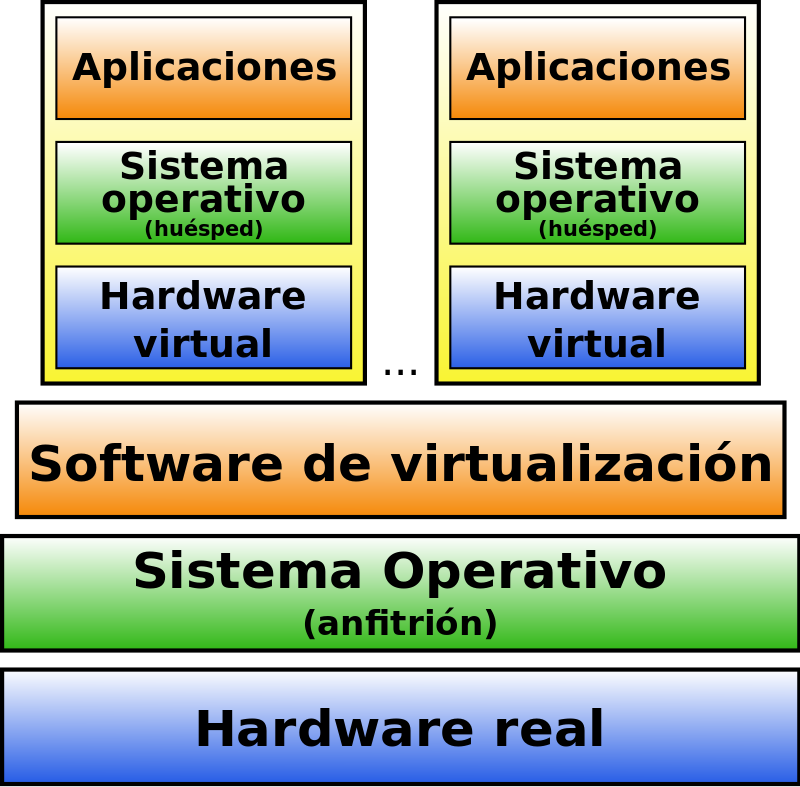 Aplicaciones
Sistema
operativo
(huésped)
Hardware
virtual
...
Aplicaciones
Sistema
operativo
(huésped)
Hardware
virtual
Software de virtualización
Sistema Operativo
(anfitrión)
Hardware real